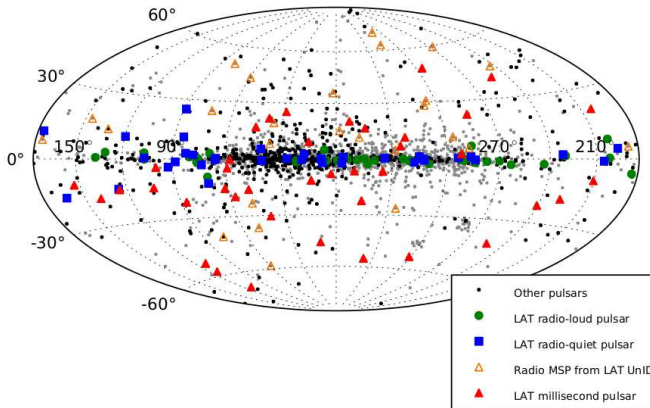 60°
30°
150° 90° 270° 210°
0°
-30°
-60°
Other pulsars
LAT radio-loud pulsar
LAT radio-quiet pulsar
Radio MSP from LAT UnID
LAT millisecond pulsar